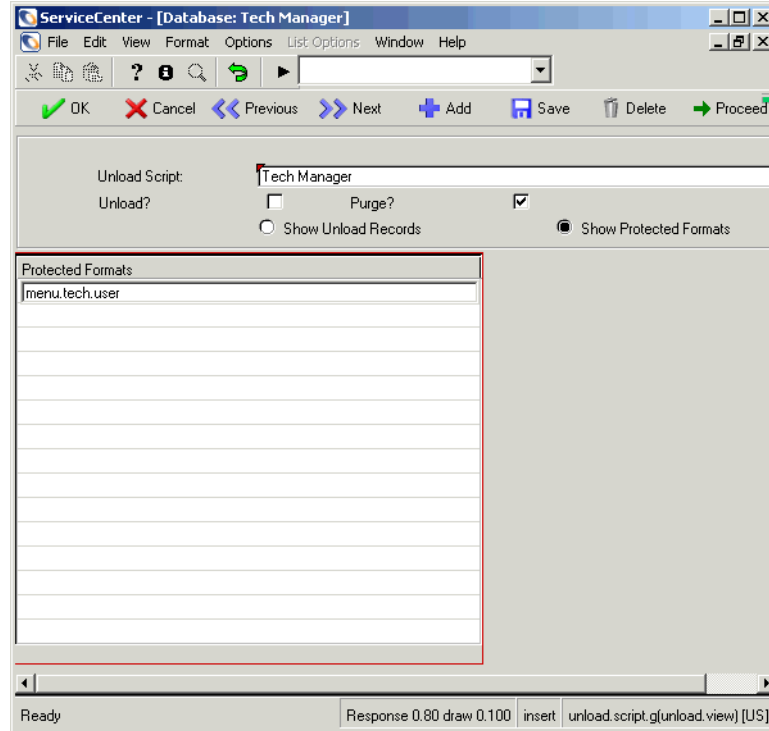 ServiceCenter - [Database: Tech Manager]
File Edit View Format Options List Options Window Help
OK Cancel Previous Next Add Save Delete Proceed
Unload Script: Tech Manager
Unload? Purge?
Show Unload Records Show Protected Formats
Protected Formats
menu.tech.user
Ready Response 0.80 draw 0.100 insert unload.script.g(unload.view) [US]